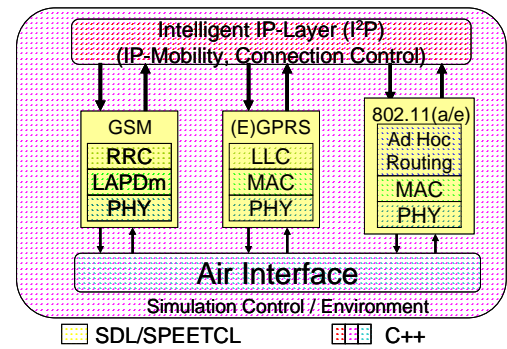 Intelligent IP-Layer (I²P)
(IP-Mobility, Connection Control)
GSM
RRC
LAPDm
PHY
(E)GPRS
LLC
MAC
PHY
802.11(a/e)
Ad Hoc
Routing
MAC
PHY
Air Interface
Simulation Control / Environment
SDL/SPEETCL
C++